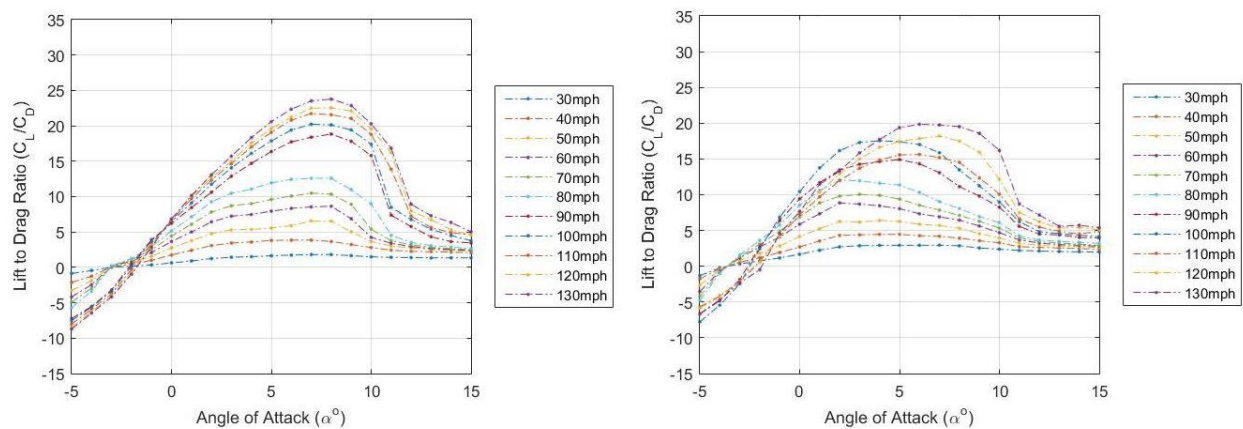 35
30
25
20
15
10
5
0
-5
-10
-15
-5
0
5
10
15
Lift to Drag Ratio (C_L/C_D)
Angle of Attack (α°)
30mph
40mph
50mph
60mph
70mph
80mph
90mph
100mph
110mph
120mph
130mph
35
30
25
20
15
10
5
0
-5
-10
-15
-5
0
5
10
15
Lift to Drag Ratio (C_L/C_D)
Angle of Attack (α°)
30mph
40mph
50mph
60mph
70mph
80mph
90mph
100mph
110mph
120mph
130mph